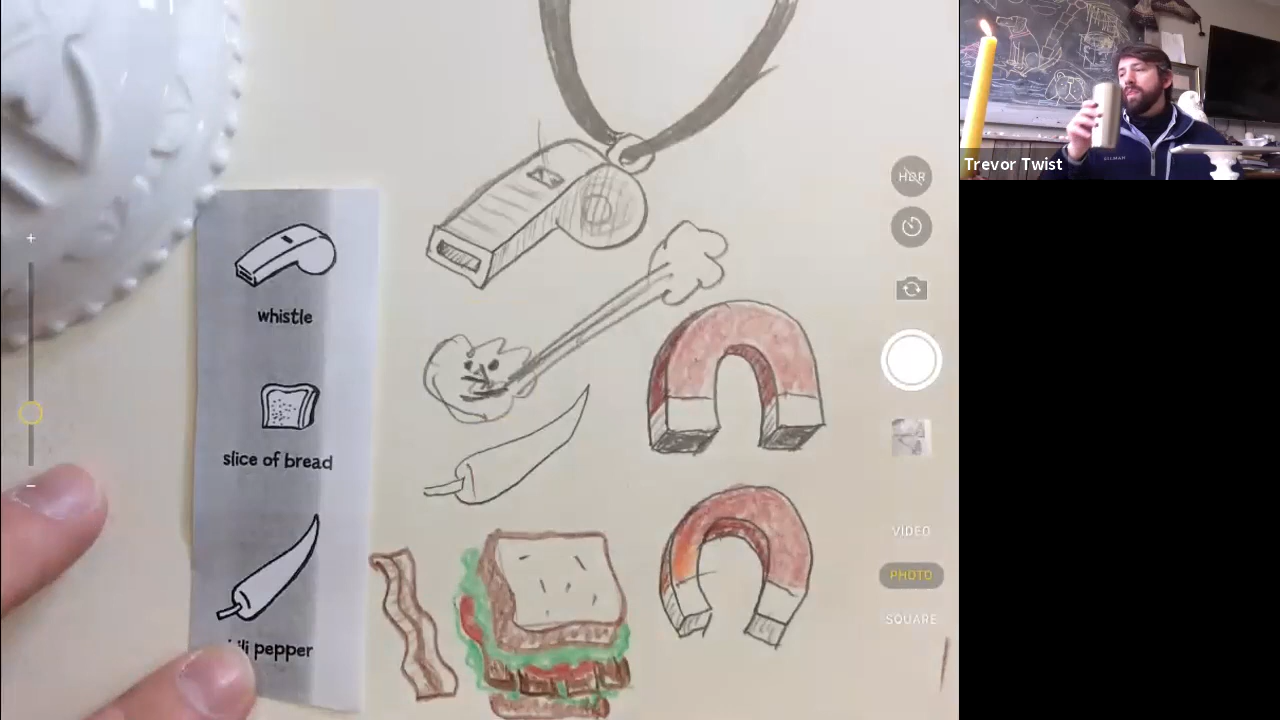 whistle
slice of bread
pepper
HDR
VIDEO
PHOTO
SQUARE
Trevor Twist